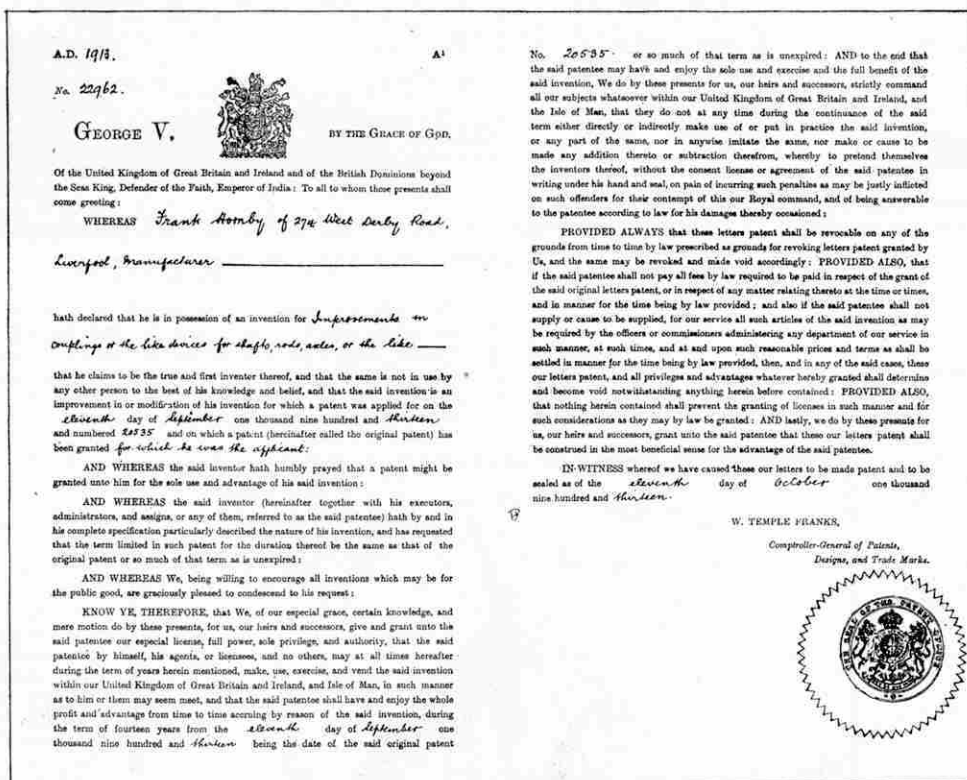 A.D. 1913.
A¹
No. 22962.
GEORGE V.
BY THE GRACE OF GOD,
Of the United Kingdom of Great Britain and Ireland and of the British Dominions beyond
the Seas King, Defender of the Faith, Emperor of India: To all to whom these presents shall
come greeting:
WHEREAS Frank Hornby of 274 West Derby Road,
Liverpool, Manufacturer
hath declared that he is in possession of an invention for Improvements in
couplings or the like devices for shafts, rods, axles, or the like
that he claims to be the true and first inventor thereof, and that the same is not in use by
any other person to the best of his knowledge and belief, and that the said invention is an
improvement in or modification of his invention for which a patent was applied for on the
eleventh day of September one thousand nine hundred and thirteen
and numbered 20535 and on which a patent (hereinafter called the original patent) has
been granted for which he was the applicant:
AND WHEREAS the said inventor hath humbly prayed that a patent might be
granted unto him for the sole use and advantage of his said invention:
AND WHEREAS the said inventor (hereinafter together with his executors,
administrators, and assigns, or any of them, referred to as the said patentee) hath by and in
his complete specification particularly described the nature of his invention, and has requested
that the term limited in such patent for the duration thereof be the same as that of the
original patent or so much of that term as is unexpired:
AND WHEREAS We, being willing to encourage all inventions which may be for
the public good, are graciously pleased to condescend to his request:
KNOW YE, THEREFORE, that We, of our especial grace, certain knowledge, and
mere motion do by these presents, for us, our heirs and successors, give and grant unto the
said patentee our especial license, full power, sole privilege, and authority, that the said
patentee by himself, his agents, or licensees, and no others, may at all times hereafter
during the term of years herein mentioned, make, use, exercise, and vend the said invention
within our United Kingdom of Great Britain and Ireland, and Isle of Man, in such manner
as to him or them may seem meet, and that the said patentee shall have and enjoy the whole
profit and advantage from time to time accruing by reason of the said invention, during
the term of fourteen years from the eleventh day of September one
thousand nine hundred and thirteen being the date of the said original patent
No. 20535 or so much of that term as is unexpired: AND to the end that
the said patentee may have and enjoy the sole use and exercise and the full benefit of the
said invention, We do by these presents for us, our heirs and successors, strictly command
all our subjects whatsoever within our United Kingdom of Great Britain and Ireland, and
the Isle of Man, that they do not at any time during the continuance of the said
term either directly or indirectly make use of or put in practice the said invention,
or any part of the same, nor in anywise imitate the same, nor make or cause to be
made any addition thereto or subtraction therefrom, whereby to pretend themselves
the inventors thereof, without the consent license or agreement of the said patentee in
writing under his hand and seal, on pain of incurring such penalties as may be justly inflicted
on such offenders for their contempt of this our Royal command, and of being answerable
to the patentee according to law for his damages thereby occasioned:
PROVIDED ALWAYS that these letters patent shall be revocable on any of the
grounds from time to time by law prescribed as grounds for revoking letters patent granted by
Us, and the same may be revoked and made void accordingly: PROVIDED ALSO, that
if the said patentee shall not pay all fees by law required to be paid in respect of the grant of
the said original letters patent, or in respect of any matter relating thereto at the time or times,
and in manner for the time being by law provided; and also if the said patentee shall not
supply or cause to be supplied, for our service all such articles of the said invention as may
be required by the officers or commissioners administering any department of our service in
such manner, at such times, and at and upon such reasonable prices and terms as shall be
settled in manner for the time being by law provided, then, and in any of the said cases, these
our letters patent, and all privileges and advantages whatever hereby granted shall determine
and become void notwithstanding anything herein before contained: PROVIDED ALSO,
that nothing herein contained shall prevent the granting of licenses in such manner and for
such considerations as they may by law be granted: AND lastly, we do by these presents for
us, our heirs and successors, grant unto the said patentee that these our letters patent shall
be construed in the most beneficial sense for the advantage of the said patentee.
IN WITNESS whereof we have caused these our letters to be made patent and to be
sealed as of the eleventh day of October one thousand
nine hundred and thirteen.
W. TEMPLE FRANKS,
Comptroller-General of Patents,
Designs, and Trade Marks.
SEAL OF THE PATENT OFFICE